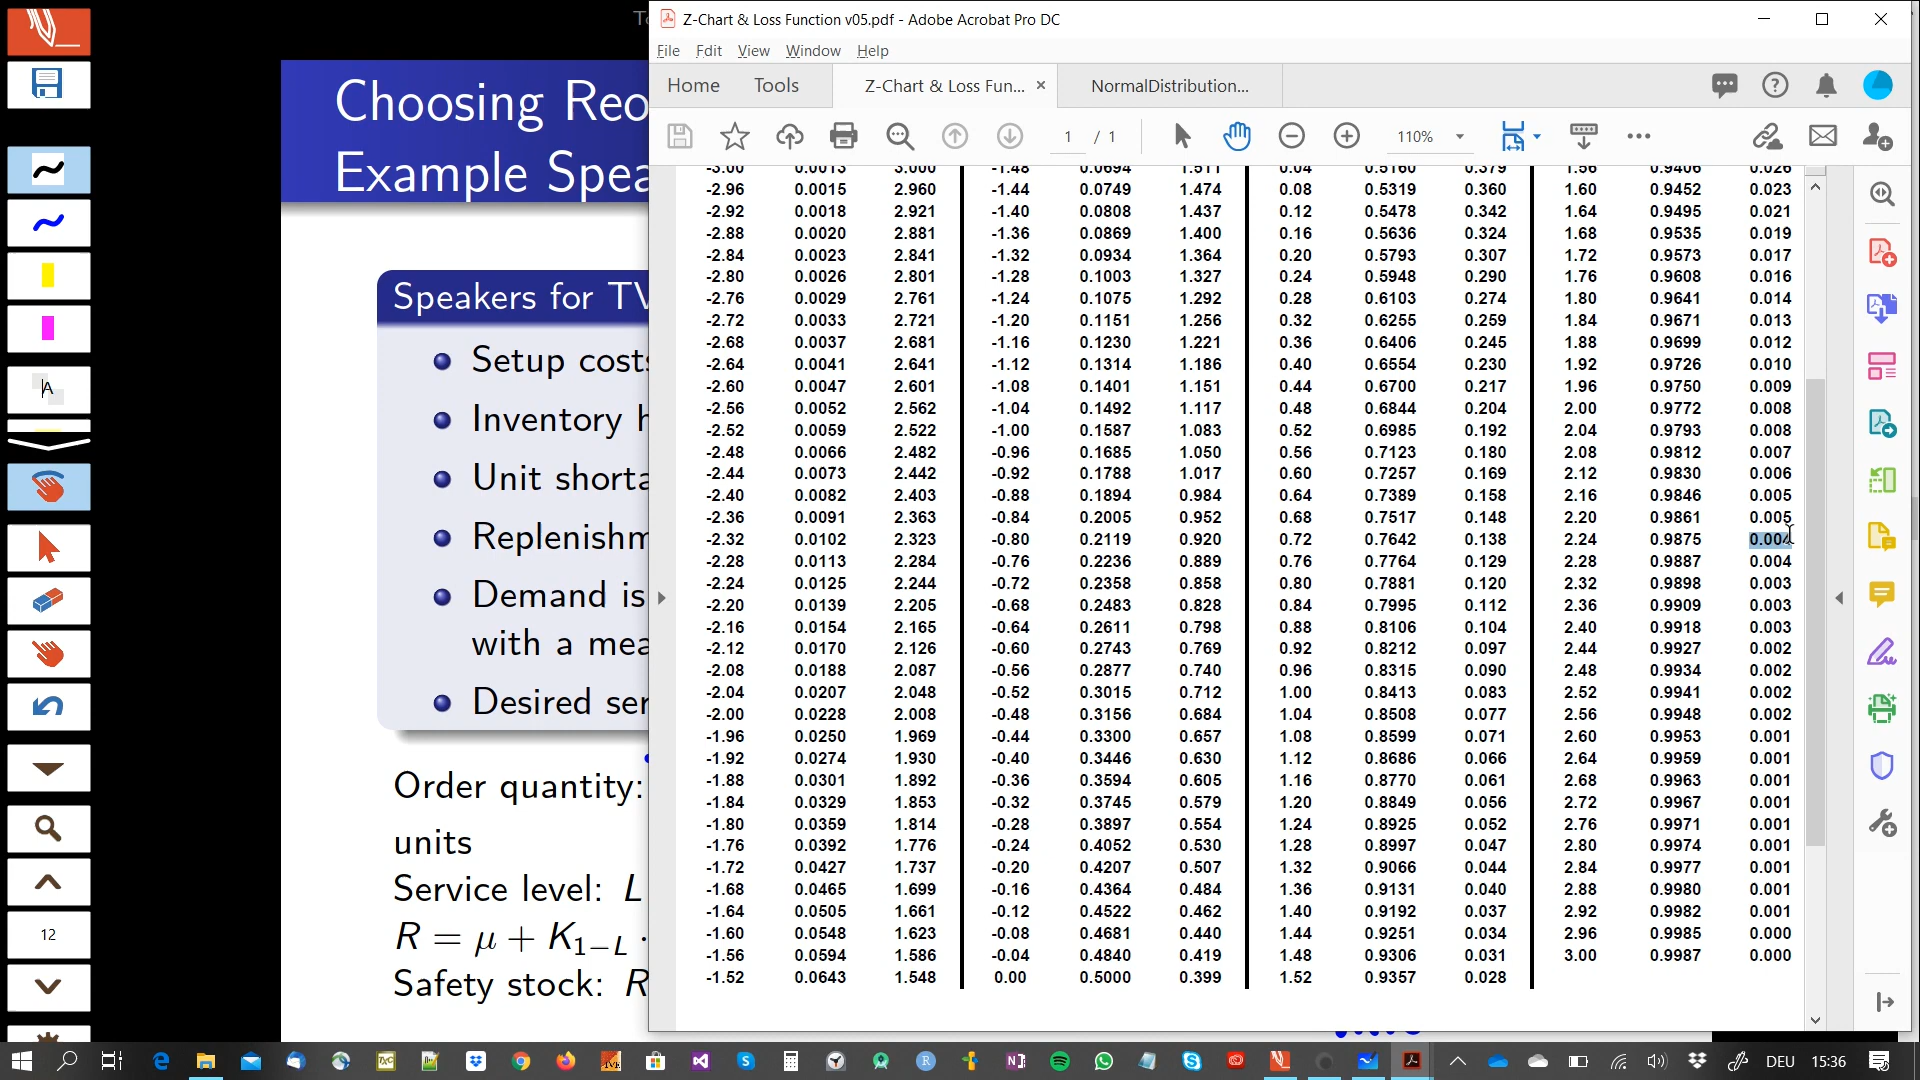 To
Z-Chart & Loss Function v05.pdf - Adobe Acrobat Pro DC
File Edit View Window Help
Home Tools Z-Chart & Loss Fun... × NormalDistribution...
1 / 1 110%
Choosing Reo
Example Spea
Speakers for TV
Setup costs
Inventory h
Unit shorta
Replenishm
Demand is
with a mea
Desired ser
Order quantity:
units
Service level: L
R = μ + K1−L ·
Safety stock: R
-3.00 0.0013 3.000 -1.48 0.0694 1.511 0.04 0.5160 0.379 1.56 0.9406 0.026
-2.96 0.0015 2.960 -1.44 0.0749 1.474 0.08 0.5319 0.360 1.60 0.9452 0.023
-2.92 0.0018 2.921 -1.40 0.0808 1.437 0.12 0.5478 0.342 1.64 0.9495 0.021
-2.88 0.0020 2.881 -1.36 0.0869 1.400 0.16 0.5636 0.324 1.68 0.9535 0.019
-2.84 0.0023 2.841 -1.32 0.0934 1.364 0.20 0.5793 0.307 1.72 0.9573 0.017
-2.80 0.0026 2.801 -1.28 0.1003 1.327 0.24 0.5948 0.290 1.76 0.9608 0.016
-2.76 0.0029 2.761 -1.24 0.1075 1.292 0.28 0.6103 0.274 1.80 0.9641 0.014
-2.72 0.0033 2.721 -1.20 0.1151 1.256 0.32 0.6255 0.259 1.84 0.9671 0.013
-2.68 0.0037 2.681 -1.16 0.1230 1.221 0.36 0.6406 0.245 1.88 0.9699 0.012
-2.64 0.0041 2.641 -1.12 0.1314 1.186 0.40 0.6554 0.230 1.92 0.9726 0.010
-2.60 0.0047 2.601 -1.08 0.1401 1.151 0.44 0.6700 0.217 1.96 0.9750 0.009
-2.56 0.0052 2.562 -1.04 0.1492 1.117 0.48 0.6844 0.204 2.00 0.9772 0.008
-2.52 0.0059 2.522 -1.00 0.1587 1.083 0.52 0.6985 0.192 2.04 0.9793 0.008
-2.48 0.0066 2.482 -0.96 0.1685 1.050 0.56 0.7123 0.180 2.08 0.9812 0.007
-2.44 0.0073 2.442 -0.92 0.1788 1.017 0.60 0.7257 0.169 2.12 0.9830 0.006
-2.40 0.0082 2.403 -0.88 0.1894 0.984 0.64 0.7389 0.158 2.16 0.9846 0.005
-2.36 0.0091 2.363 -0.84 0.2005 0.952 0.68 0.7517 0.148 2.20 0.9861 0.005
-2.32 0.0102 2.323 -0.80 0.2119 0.920 0.72 0.7642 0.138 2.24 0.9875 0.004
-2.28 0.0113 2.284 -0.76 0.2236 0.889 0.76 0.7764 0.129 2.28 0.9887 0.004
-2.24 0.0125 2.244 -0.72 0.2358 0.858 0.80 0.7881 0.120 2.32 0.9898 0.003
-2.20 0.0139 2.205 -0.68 0.2483 0.828 0.84 0.7995 0.112 2.36 0.9909 0.003
-2.16 0.0154 2.165 -0.64 0.2611 0.798 0.88 0.8106 0.104 2.40 0.9918 0.003
-2.12 0.0170 2.126 -0.60 0.2743 0.769 0.92 0.8212 0.097 2.44 0.9927 0.002
-2.08 0.0188 2.087 -0.56 0.2877 0.740 0.96 0.8315 0.090 2.48 0.9934 0.002
-2.04 0.0207 2.048 -0.52 0.3015 0.712 1.00 0.8413 0.083 2.52 0.9941 0.002
-2.00 0.0228 2.008 -0.48 0.3156 0.684 1.04 0.8508 0.077 2.56 0.9948 0.002
-1.96 0.0250 1.969 -0.44 0.3300 0.657 1.08 0.8599 0.071 2.60 0.9953 0.001
-1.92 0.0274 1.930 -0.40 0.3446 0.630 1.12 0.8686 0.066 2.64 0.9959 0.001
-1.88 0.0301 1.892 -0.36 0.3594 0.605 1.16 0.8770 0.061 2.68 0.9963 0.001
-1.84 0.0329 1.853 -0.32 0.3745 0.579 1.20 0.8849 0.056 2.72 0.9967 0.001
-1.80 0.0359 1.814 -0.28 0.3897 0.554 1.24 0.8925 0.052 2.76 0.9971 0.001
-1.76 0.0392 1.776 -0.24 0.4052 0.530 1.28 0.8997 0.047 2.80 0.9974 0.001
-1.72 0.0427 1.737 -0.20 0.4207 0.507 1.32 0.9066 0.044 2.84 0.9977 0.001
-1.68 0.0465 1.699 -0.16 0.4364 0.484 1.36 0.9131 0.040 2.88 0.9980 0.001
-1.64 0.0505 1.661 -0.12 0.4522 0.462 1.40 0.9192 0.037 2.92 0.9982 0.001
-1.60 0.0548 1.623 -0.08 0.4681 0.440 1.44 0.9251 0.034 2.96 0.9985 0.000
-1.56 0.0594 1.586 -0.04 0.4840 0.419 1.48 0.9306 0.031 3.00 0.9987 0.000
-1.52 0.0643 1.548 0.00 0.5000 0.399 1.52 0.9357 0.028
12
DEU 15:36